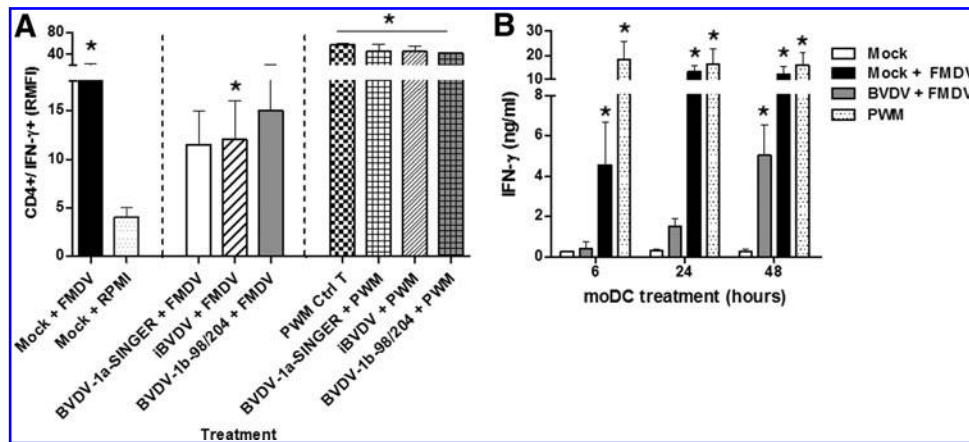 A
CD4+/ IFN-γ+ (RMFI)
80
40
15
10
5
0
*
*
*
Mock + FMDV
Mock + RPMI
BVDV-1a-SINGER + FMDV
iBVDV + FMDV
BVDV-1b-98/204 + FMDV
PWM Ctrl T
BVDV-1a-SINGER + PWM
iBVDV + PWM
BVDV-1b-98/204 + PWM
Treatment
B
IFN-γ (ng/ml)
30
20
10
8
6
4
2
0
* * * * * * *
Mock
Mock + FMDV
BVDV + FMDV
PWM
6 24 48
moDC treatment (hours)